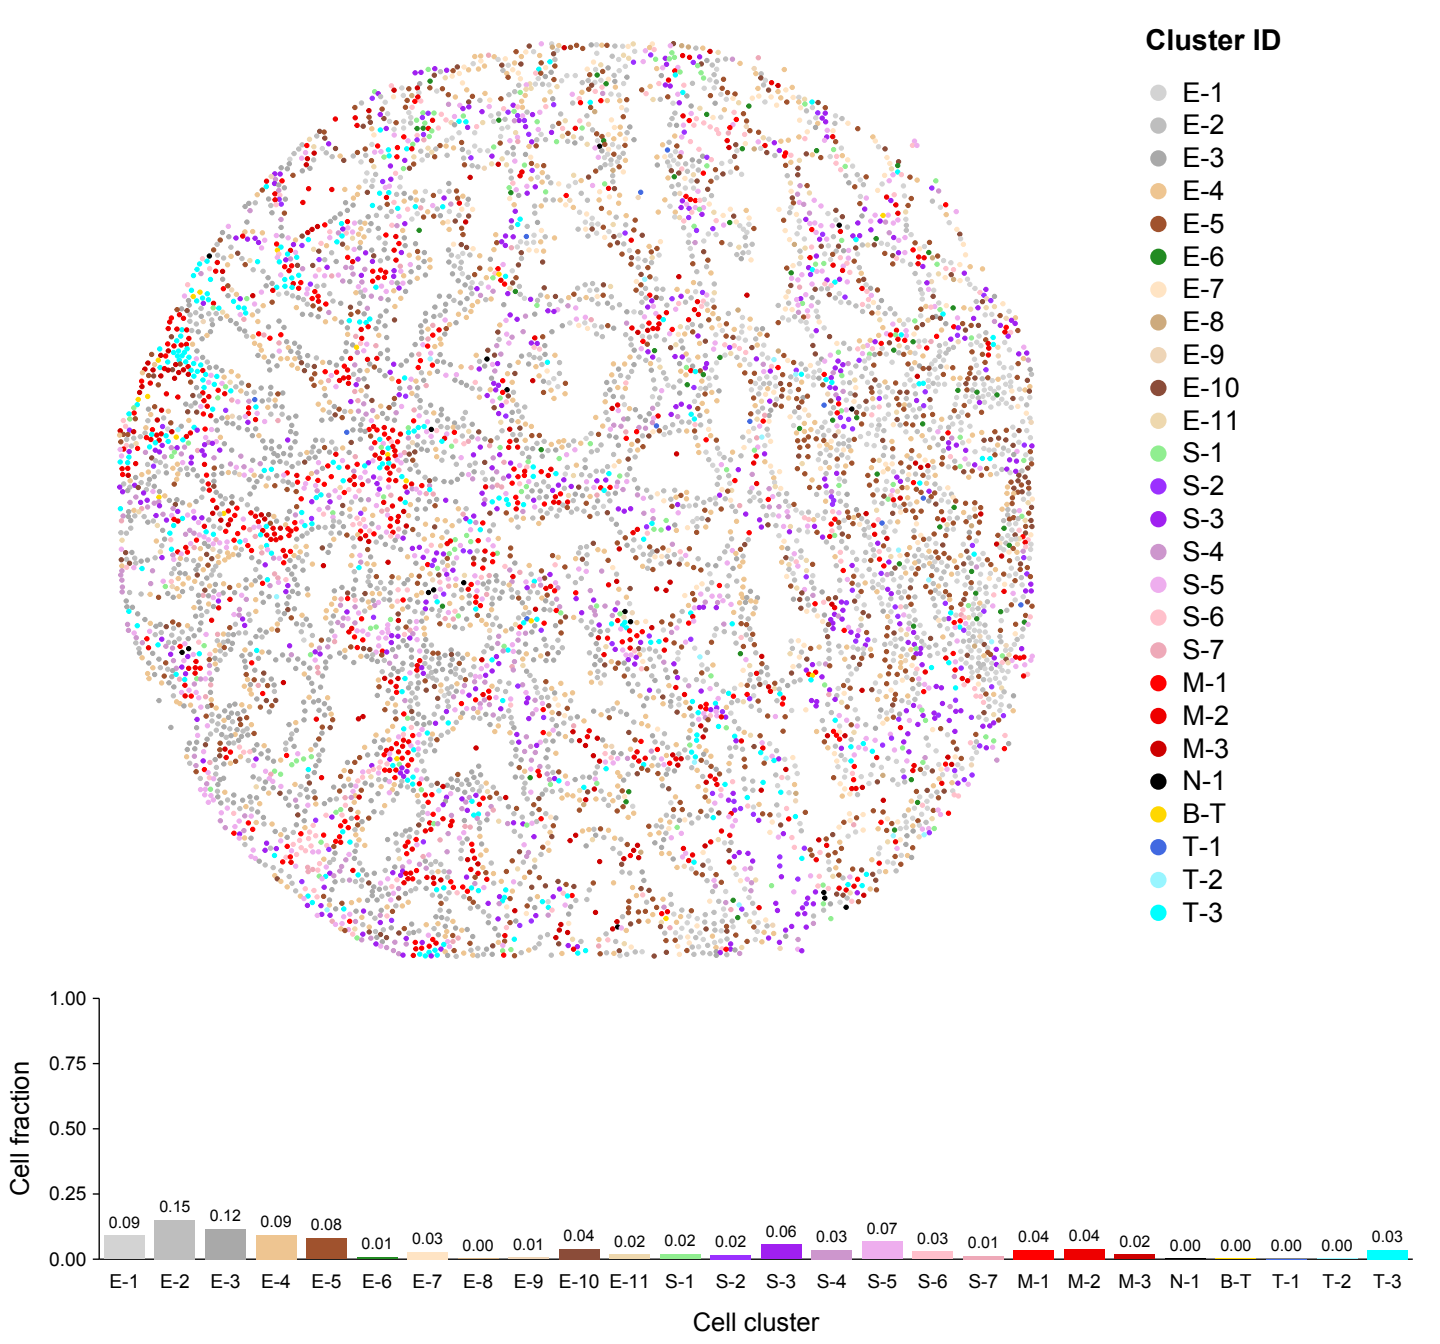 Cluster ID
E-1
E-2
E-3
E-4
E-5
E-6
E-7
E-8
E-9
E-10
E-11
S-1
S-2
S-3
S-4
S-5
S-6
S-7
M-1
M-2
M-3
N-1
B-T
T-1
T-2
T-3
1.00
0.75
0.50
0.25
0.00
Cell fraction
0.09 0.15 0.12 0.09 0.08 0.01 0.03 0.00 0.01 0.04 0.02 0.02 0.02 0.06 0.03 0.07 0.03 0.01 0.04 0.04 0.02 0.00 0.00 0.00 0.00 0.03
E-1 E-2 E-3 E-4 E-5 E-6 E-7 E-8 E-9 E-10 E-11 S-1 S-2 S-3 S-4 S-5 S-6 S-7 M-1 M-2 M-3 N-1 B-T T-1 T-2 T-3
Cell cluster